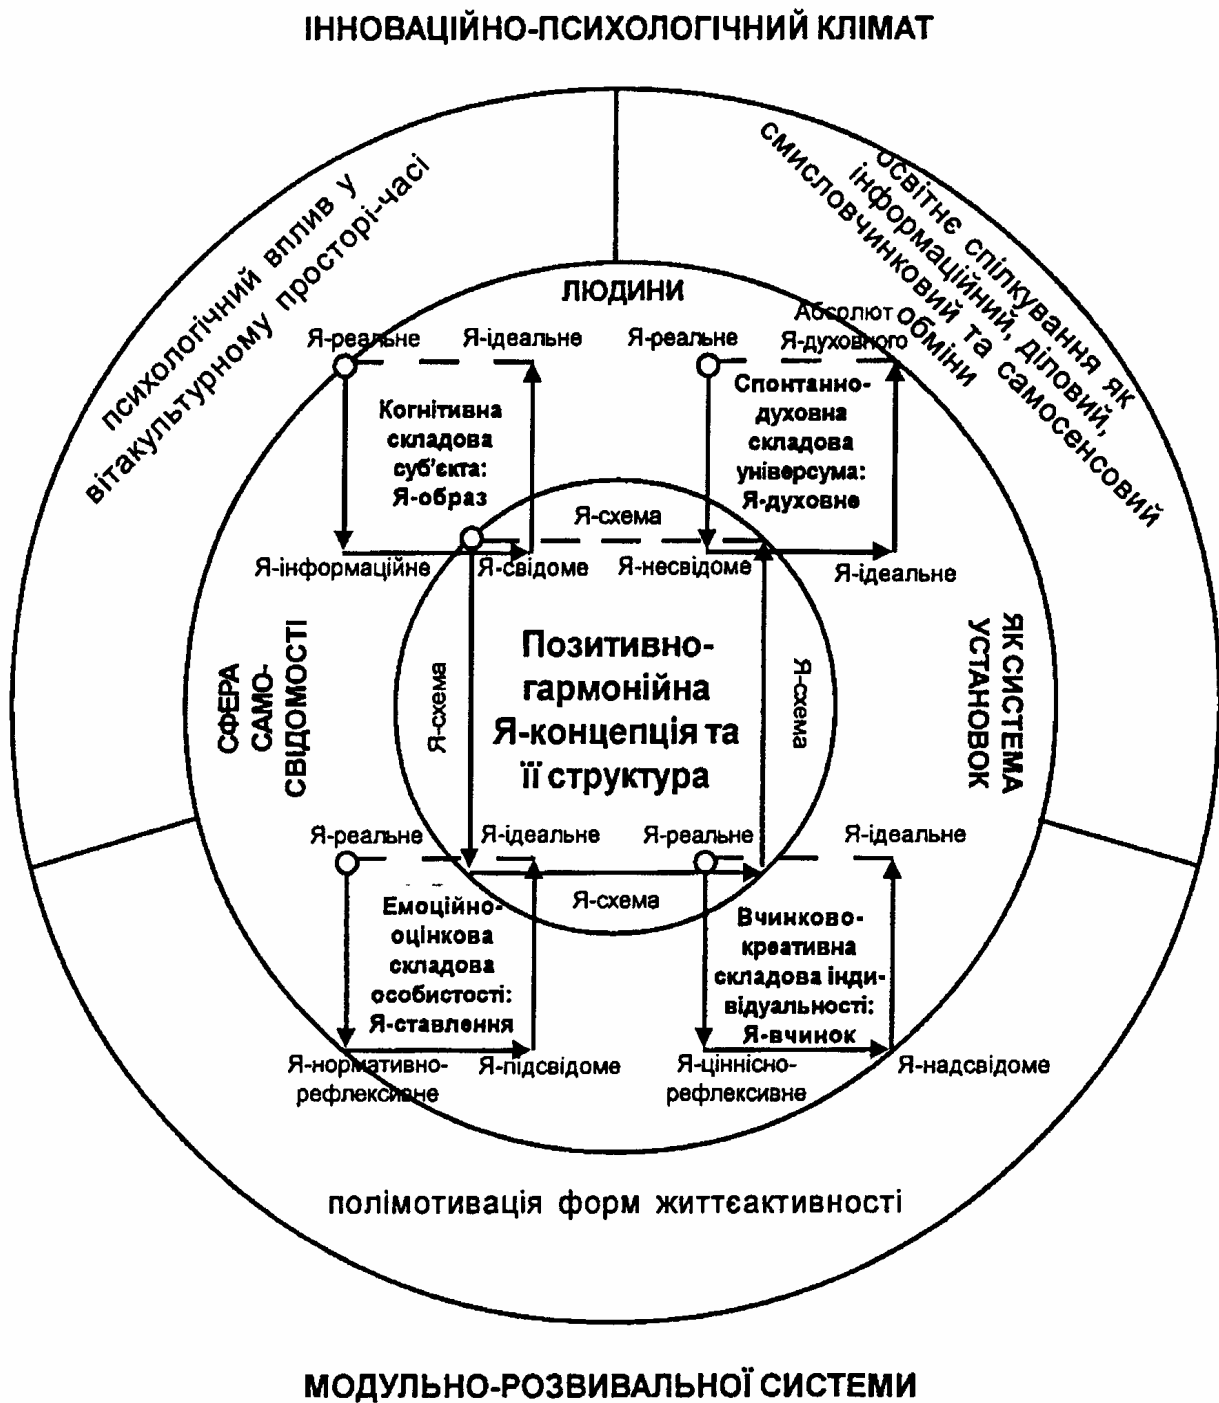 ІННОВАЦІЙНО-ПСИХОЛОГІЧНИЙ КЛІМАТ
психологічний вплив у
вітакультурному просторі-часі
освітнє спілкування як
інформаційний, діловий,
смисловчинковий та самосенсовий
обміни
ЛЮДИНИ
Я-реальне
Я-ідеальне
Я-реальне
Абсолют
Я-духовного
Когнітивна
складова
суб'єкта:
Я-образ
Спонтанно-
духовна
складова
універсума:
Я-духовне
Я-схема
Я-інформаційне
Я-свідоме
Я-несвідоме
Я-ідеальне
СФЕРА
САМО-
СВІДОМОСТІ
Я-схема
Позитивно-
гармонійна
Я-концепція та
її структура
Я-схема
ЯК СИСТЕМА
УСТАНОВОК
Я-реальне
Я-ідеальне
Я-реальне
Я-ідеальне
Я-схема
Емоційно-
оцінкова
складова
особистості:
Я-ставлення
Вчинково-
креативна
складова інди-
відуальності:
Я-вчинок
Я-нормативно-
рефлексивне
Я-підсвідоме
Я-ціннісно-
рефлексивне
Я-надсвідоме
полімотивація форм життєактивності
МОДУЛЬНО-РОЗВИВАЛЬНОЇ СИСТЕМИ